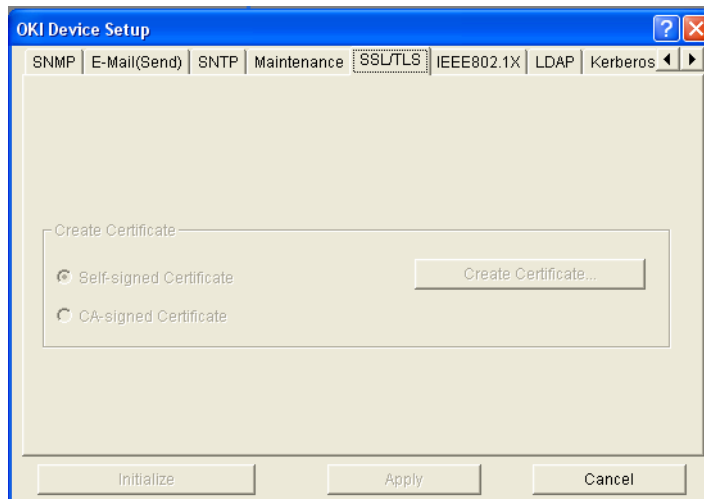 OKI Device Setup
SNMP E-Mail(Send) SNTP Maintenance SSL/TLS IEEE802.1X LDAP Kerberos
Create Certificate
Self-signed Certificate Create Certificate...
CA-signed Certificate
Initialize Apply Cancel